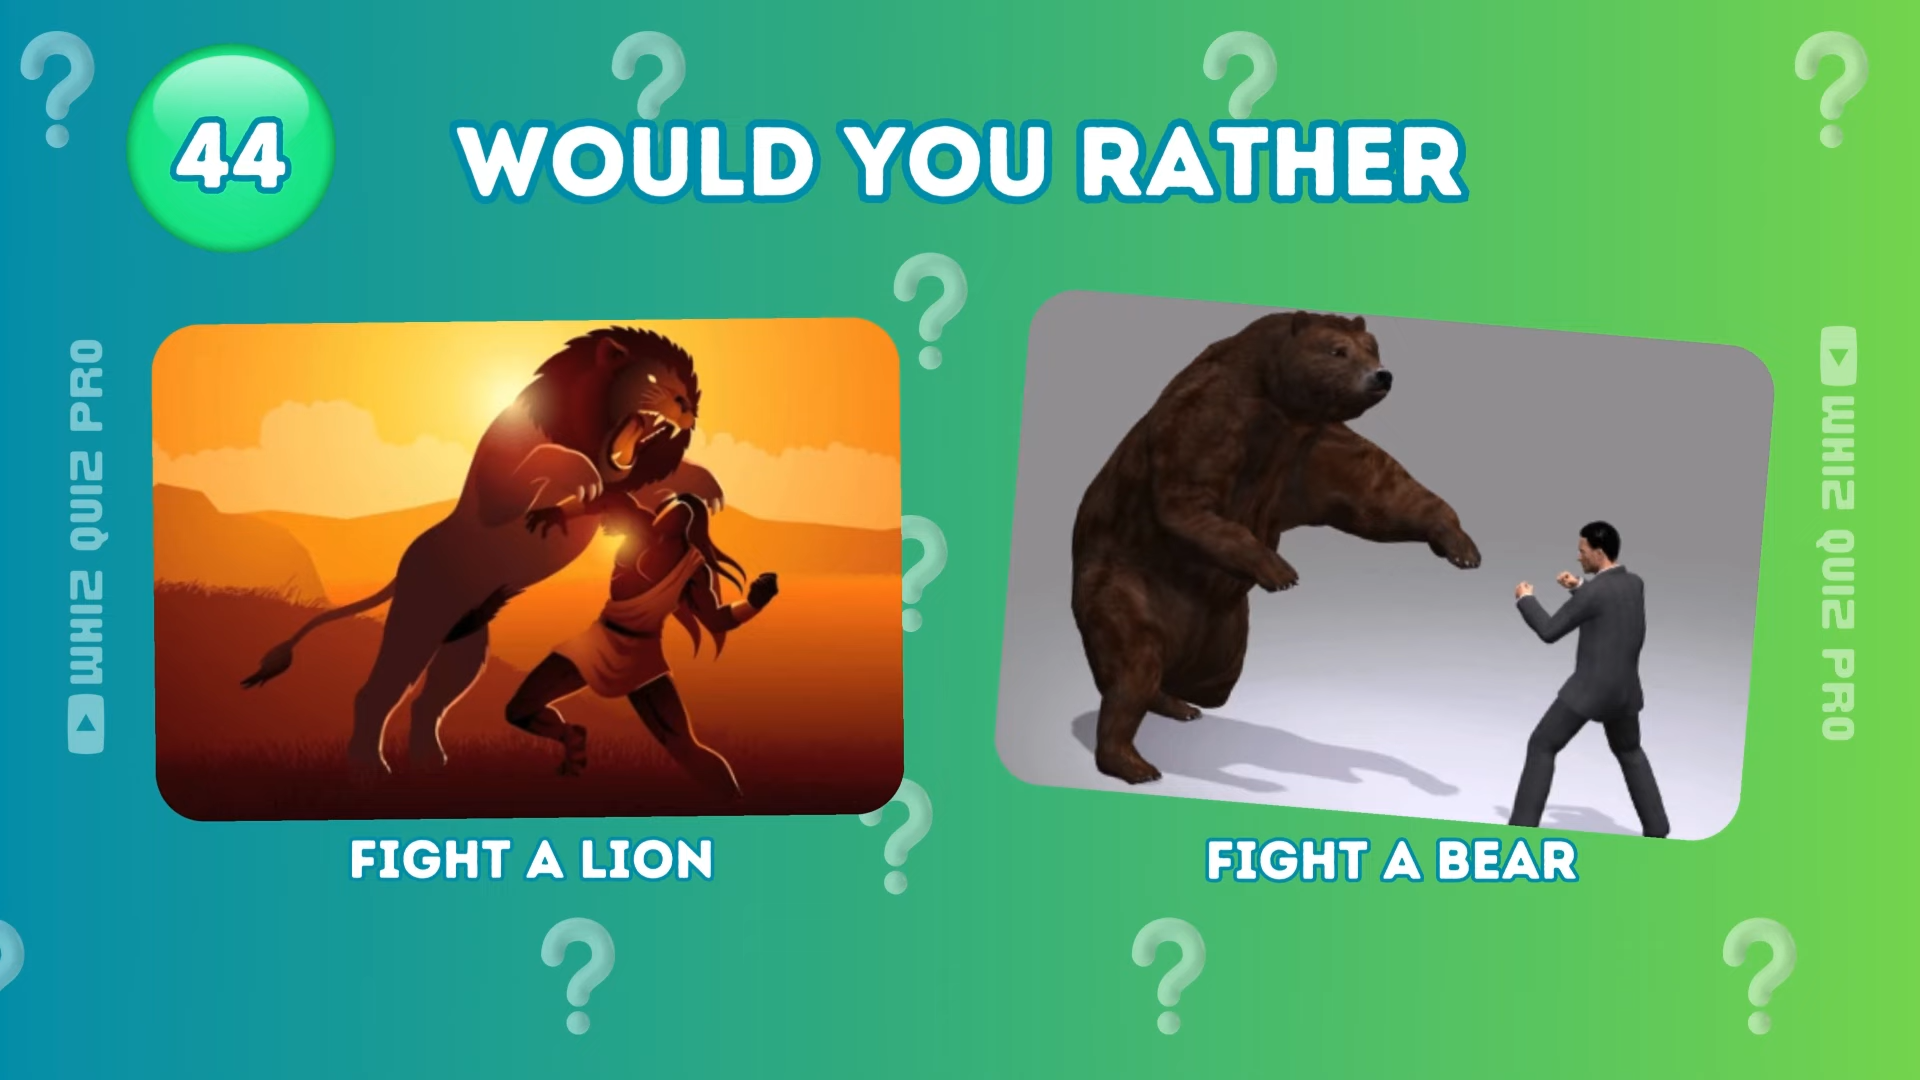 44
WOULD YOU RATHER
WHIZ QUIZ PRO
WHIZ QUIZ PRO
FIGHT A LION
FIGHT A BEAR